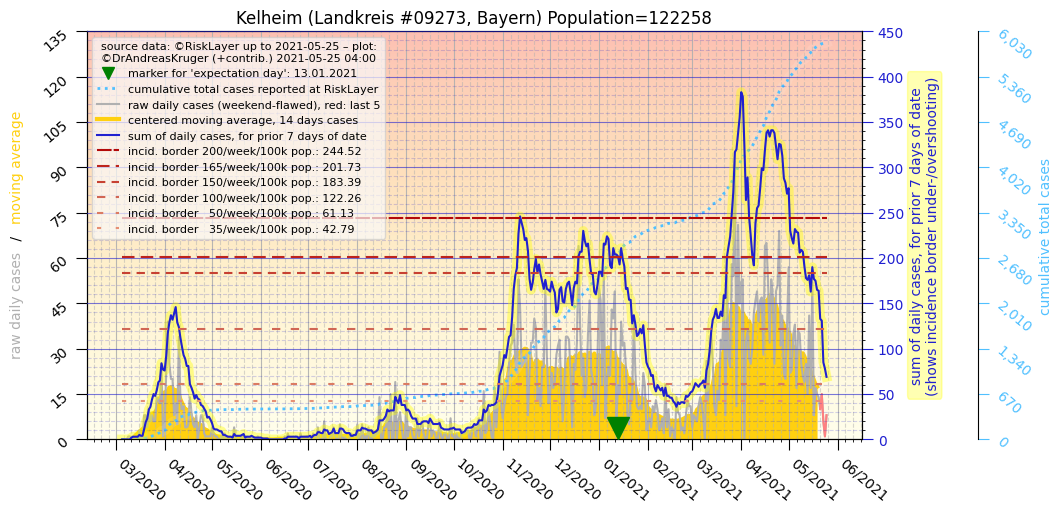 Kelheim (Landkreis #09273, Bayern) Population=122258
source data: ©RiskLayer up to 2021-05-25 – plot:
©DrAndreasKruger (+contrib.) 2021-05-25 04:00
marker for 'expectation day': 13.01.2021
cumulative total cases reported at RiskLayer
raw daily cases (weekend-flawed), red: last 5
centered moving average, 14 days cases
sum of daily cases, for prior 7 days of date
incid. border 200/week/100k pop.: 244.52
incid. border 165/week/100k pop.: 201.73
incid. border 150/week/100k pop.: 183.39
incid. border 100/week/100k pop.: 122.26
incid. border   50/week/100k pop.: 61.13
incid. border   35/week/100k pop.: 42.79
raw daily cases  /  moving average
135
120
105
90
75
60
45
30
15
0
03/2020
04/2020
05/2020
06/2020
07/2020
08/2020
09/2020
10/2020
11/2020
12/2020
01/2021
02/2021
03/2021
04/2021
05/2021
06/2021
450
400
350
300
250
200
150
100
50
0
sum of daily cases, for prior 7 days of date
(shows incidence border under-/overshooting)
6,030
5,360
4,690
4,020
3,350
2,680
2,010
1,340
670
0
cumulative total cases